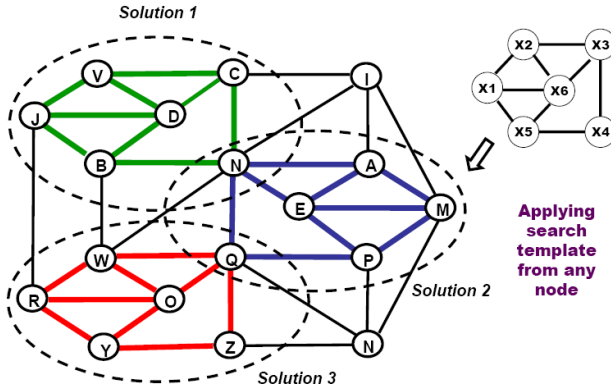 Solution 1
X2
X3
V
C
I
X1
X6
J
D
X5
X4
B
N
A
E
M
Applying
search
template
from any
node
W
Q
P
Solution 2
R
O
Y
Z
N
Solution 3